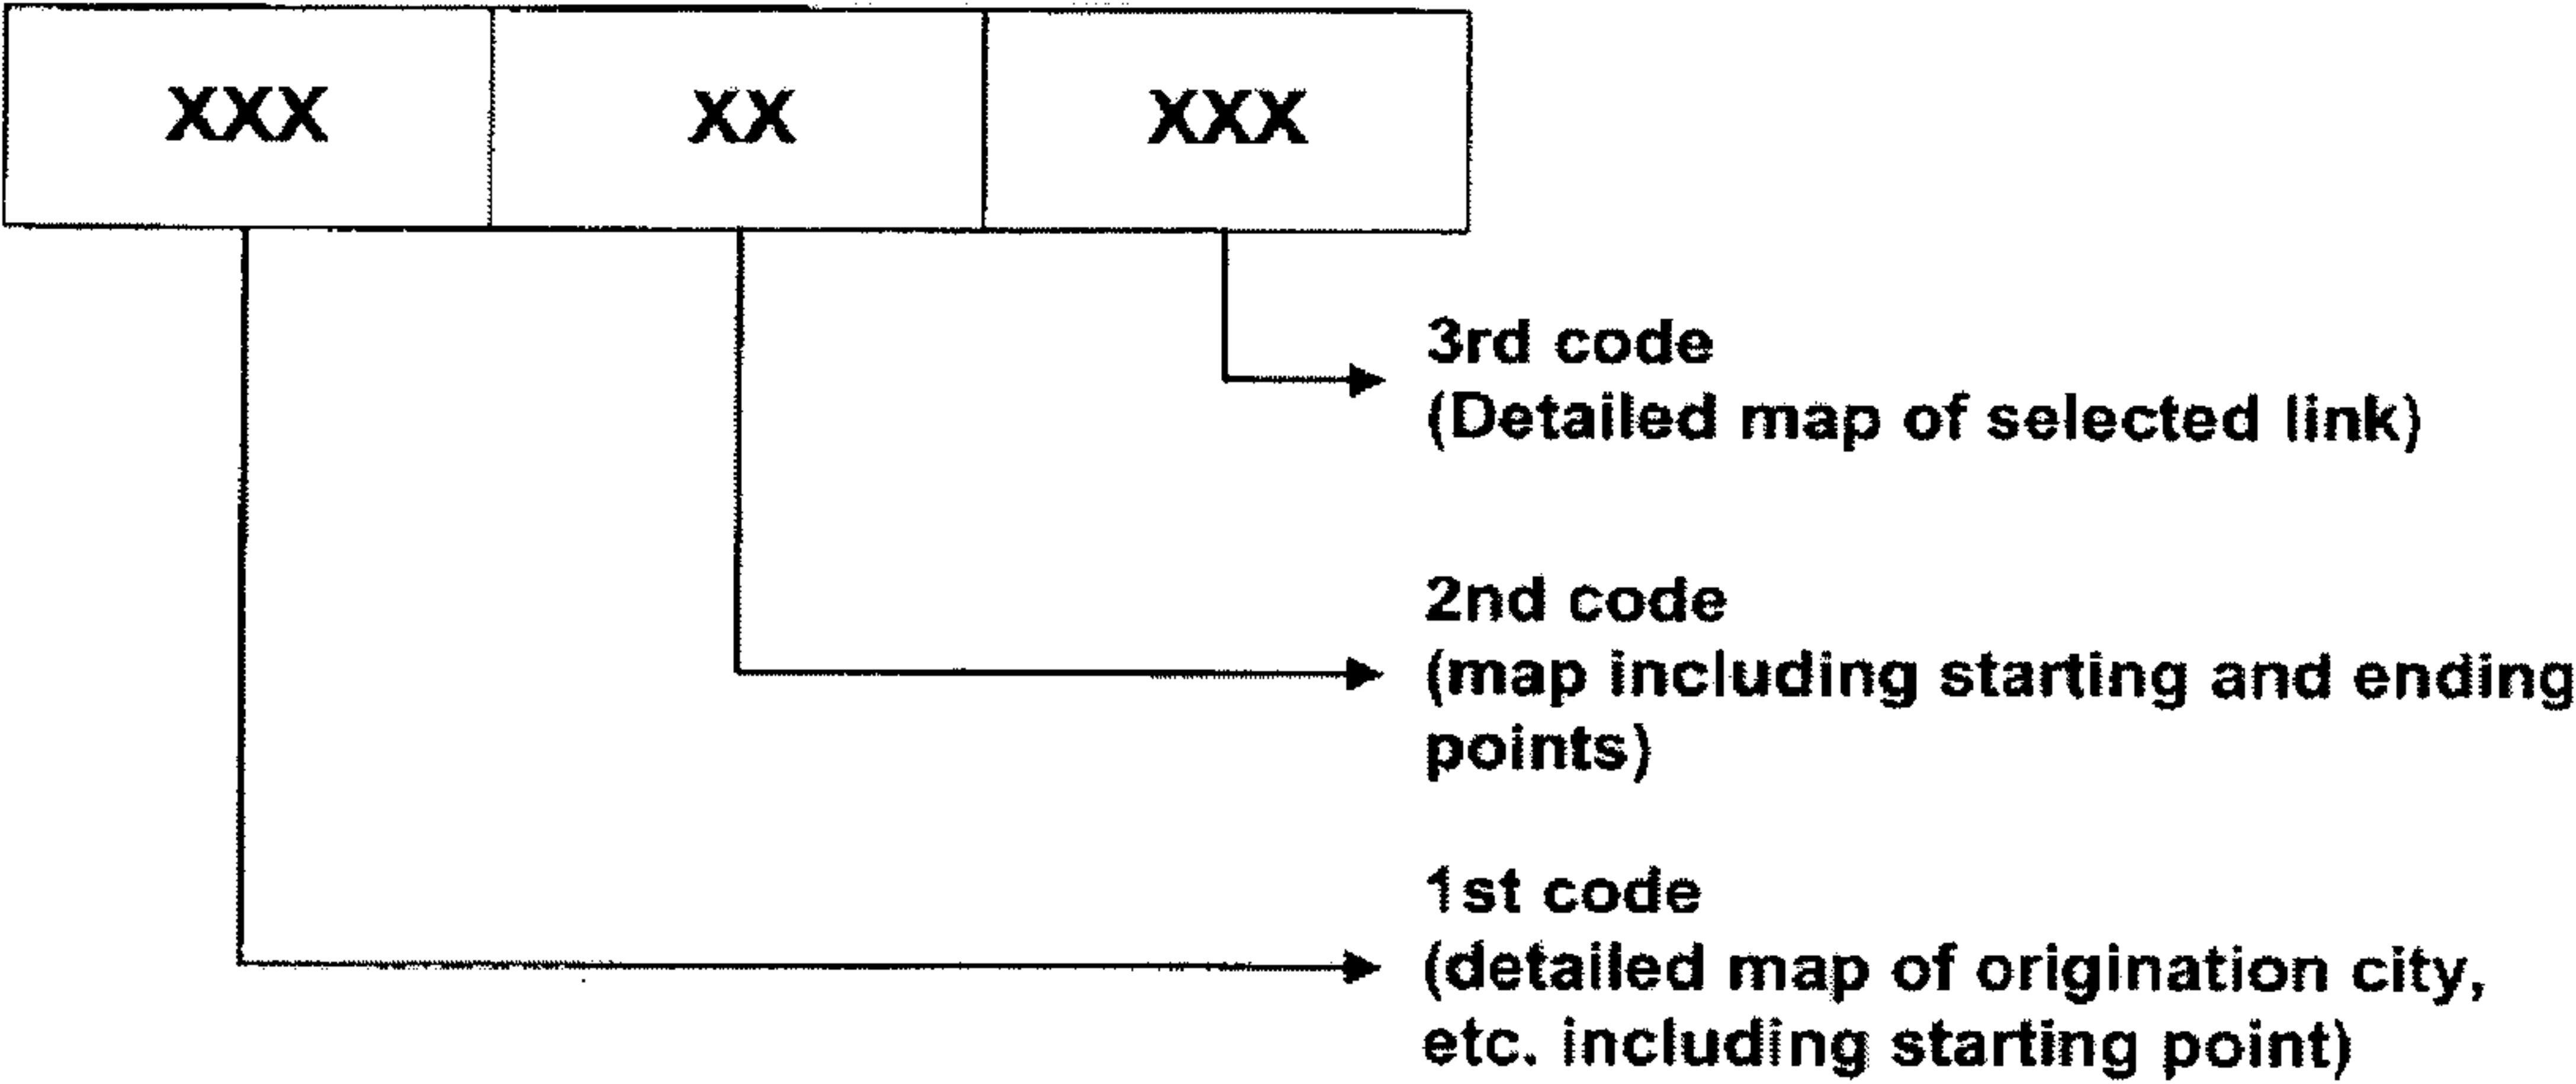 XXX XX XXX
3rd code
(Detailed map of selected link)
2nd code
(map including starting and ending
points)
1st code
(detailed map of origination city,
etc. including starting point)